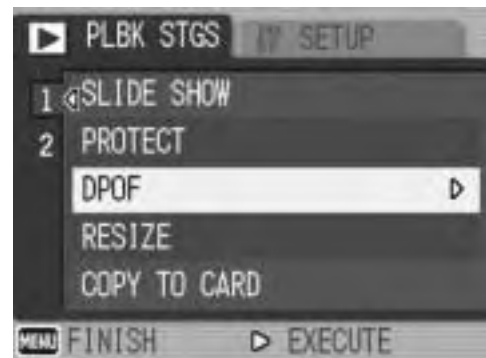 PLBK STGS SETUP
1 SLIDE SHOW
2 PROTECT
DPOF
RESIZE
COPY TO CARD
MENU FINISH EXECUTE